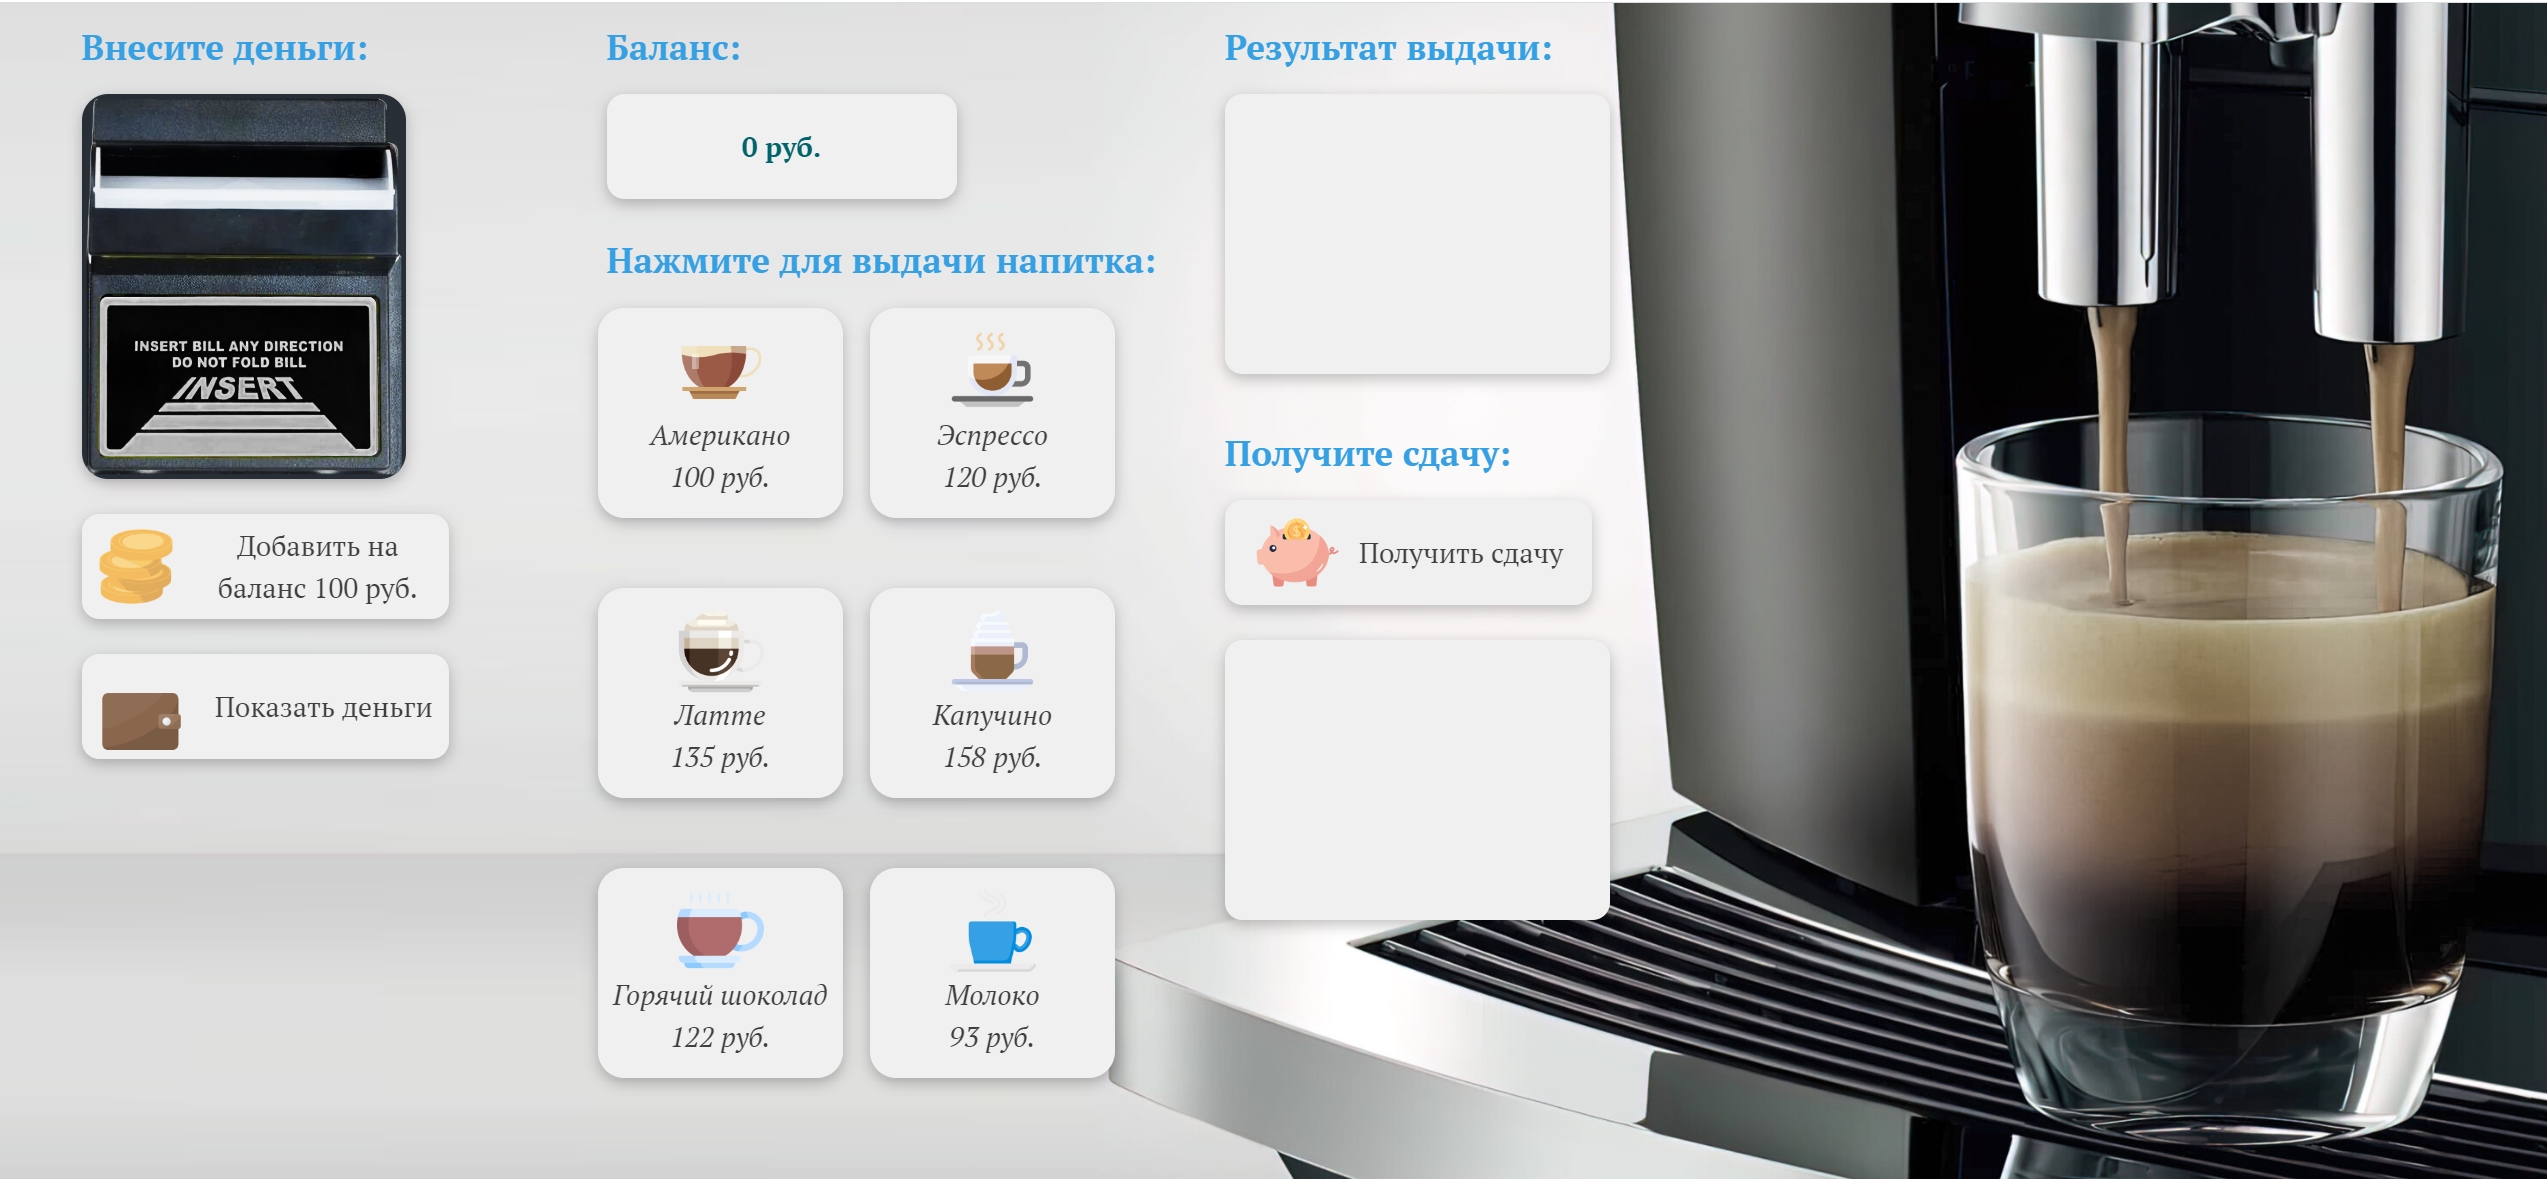 Внесите деньги:
INSERT BILL ANY DIRECTION
DO NOT FOLD BILL
INSERT
Добавить на
баланс 100 руб.
Показать деньги
Баланс:
0 руб.
Нажмите для выдачи напитка:
Американо
100 руб.
Эспрессо
120 руб.
Латте
135 руб.
Капучино
158 руб.
Горячий шоколад
122 руб.
Молоко
93 руб.
Результат выдачи:
Получите сдачу:
Получить сдачу